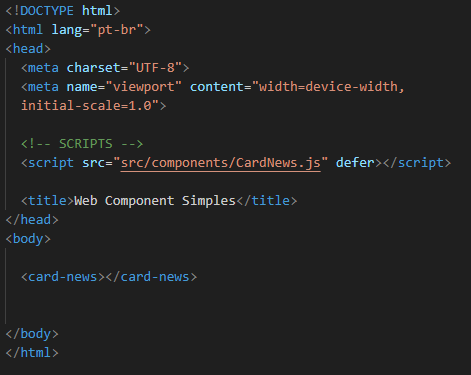 <!DOCTYPE html>
<html lang="pt-br">
<head>
<meta charset="UTF-8">
<meta name="viewport" content="width=device-width,
initial-scale=1.0">
<!-- SCRIPTS -->
<script src="src/components/CardNews.js" defer></script>
<title>Web Component Simples</title>
</head>
<body>
<card-news></card-news>
</body>
</html>